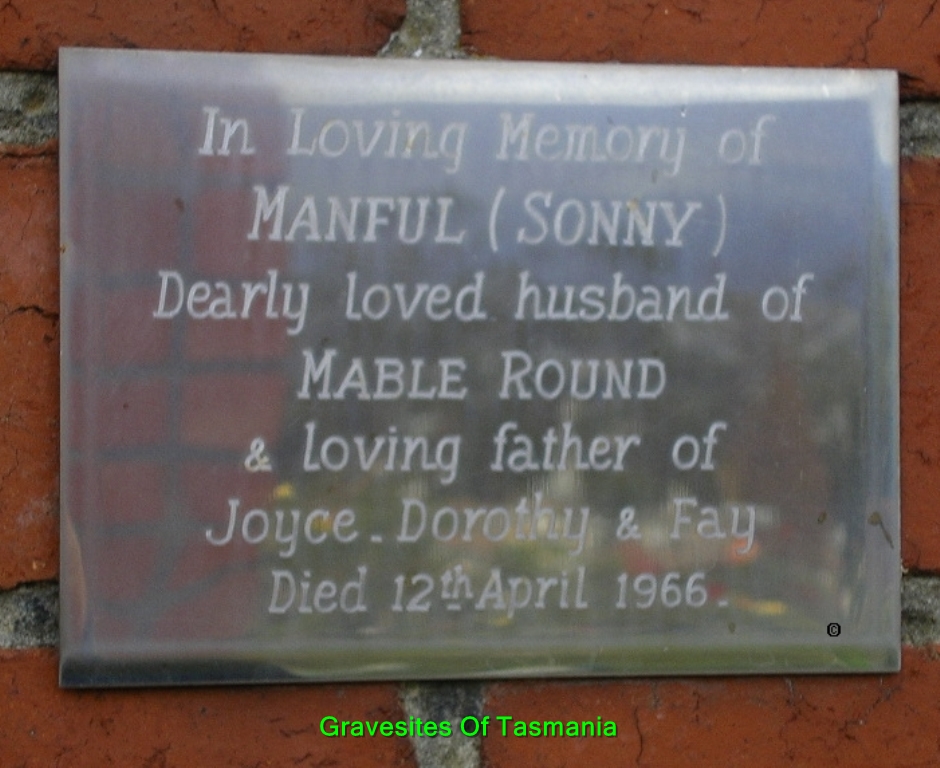 In Loving Memory of
MANFUL (SONNY)
Dearly loved husband of
MABLE ROUND
& loving father of
Joyce. Dorothy & Fay
Died 12th April 1966.
©
Gravesites Of Tasmania